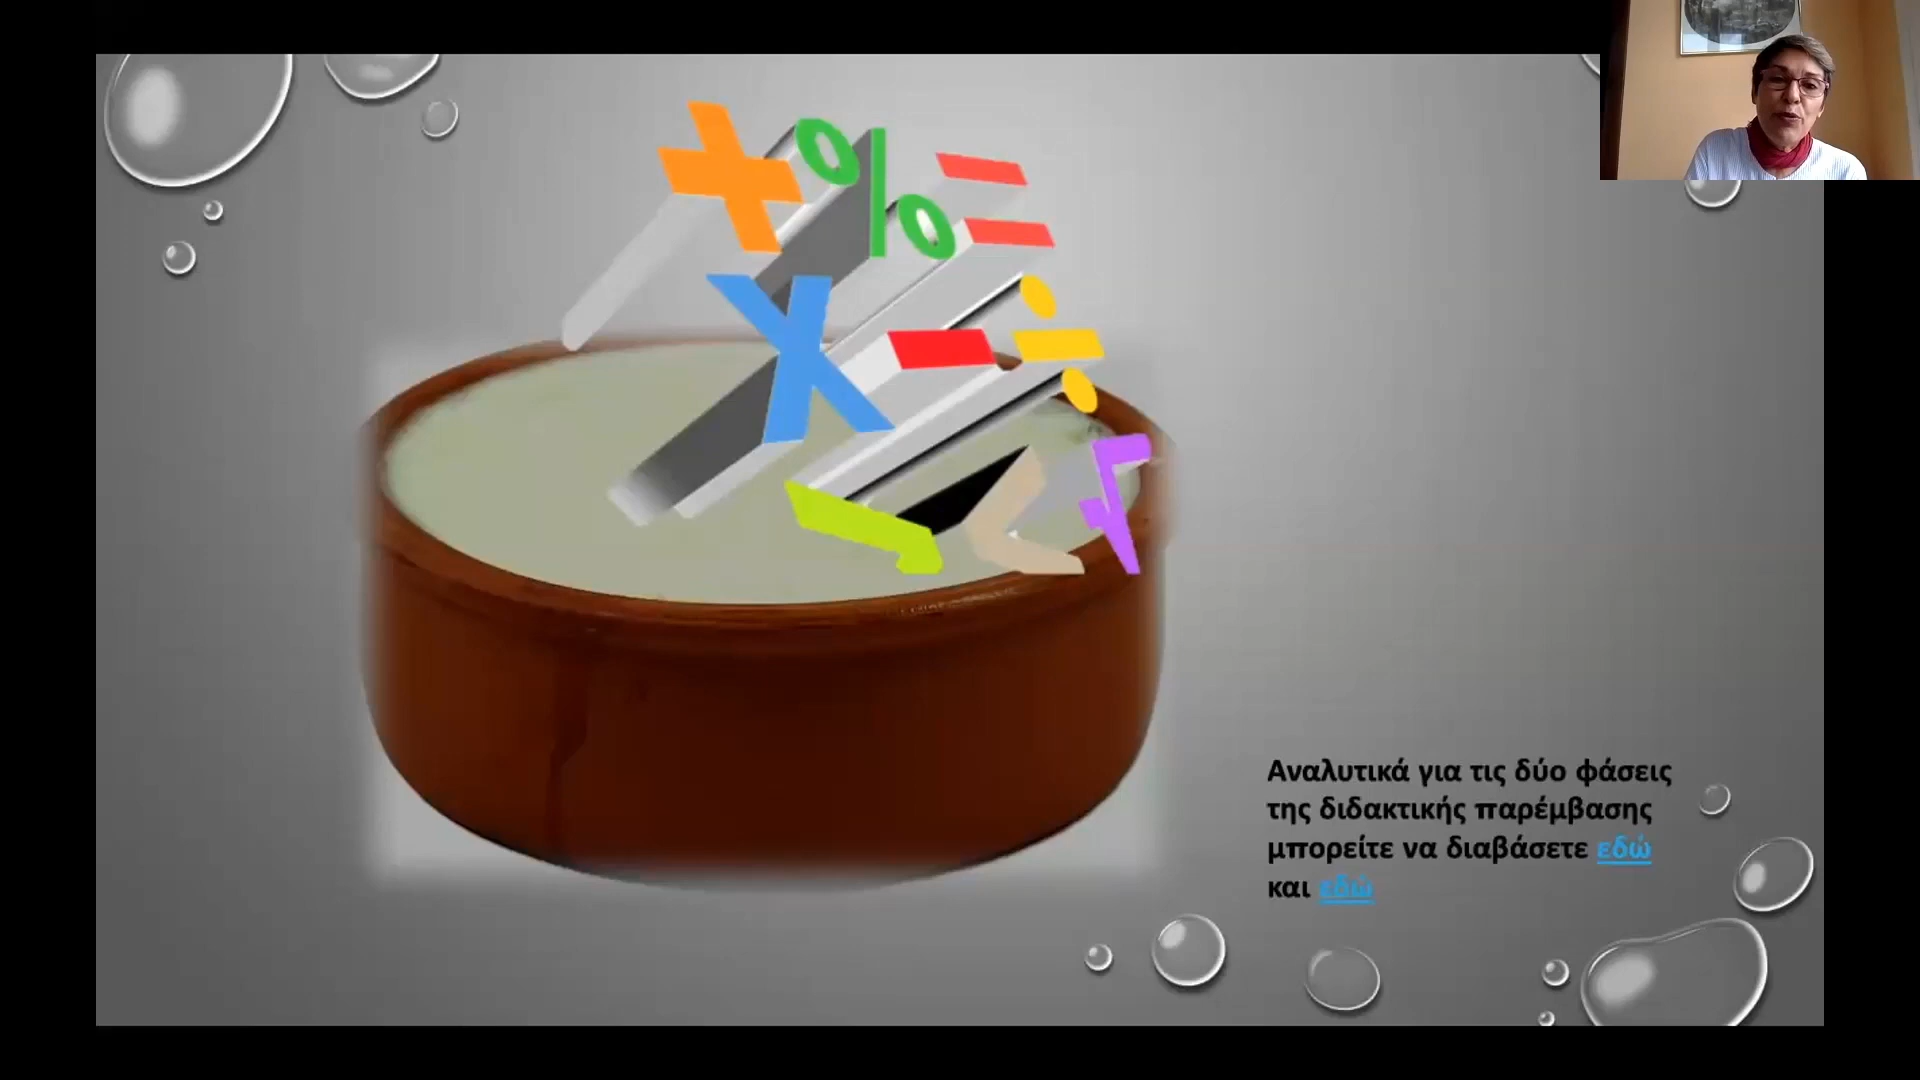 + % =
x - ÷
> < √
Αναλυτικά για τις δύο φάσεις
της διδακτικής παρέμβασης
μπορείτε να διαβάσετε εδώ
και εδώ